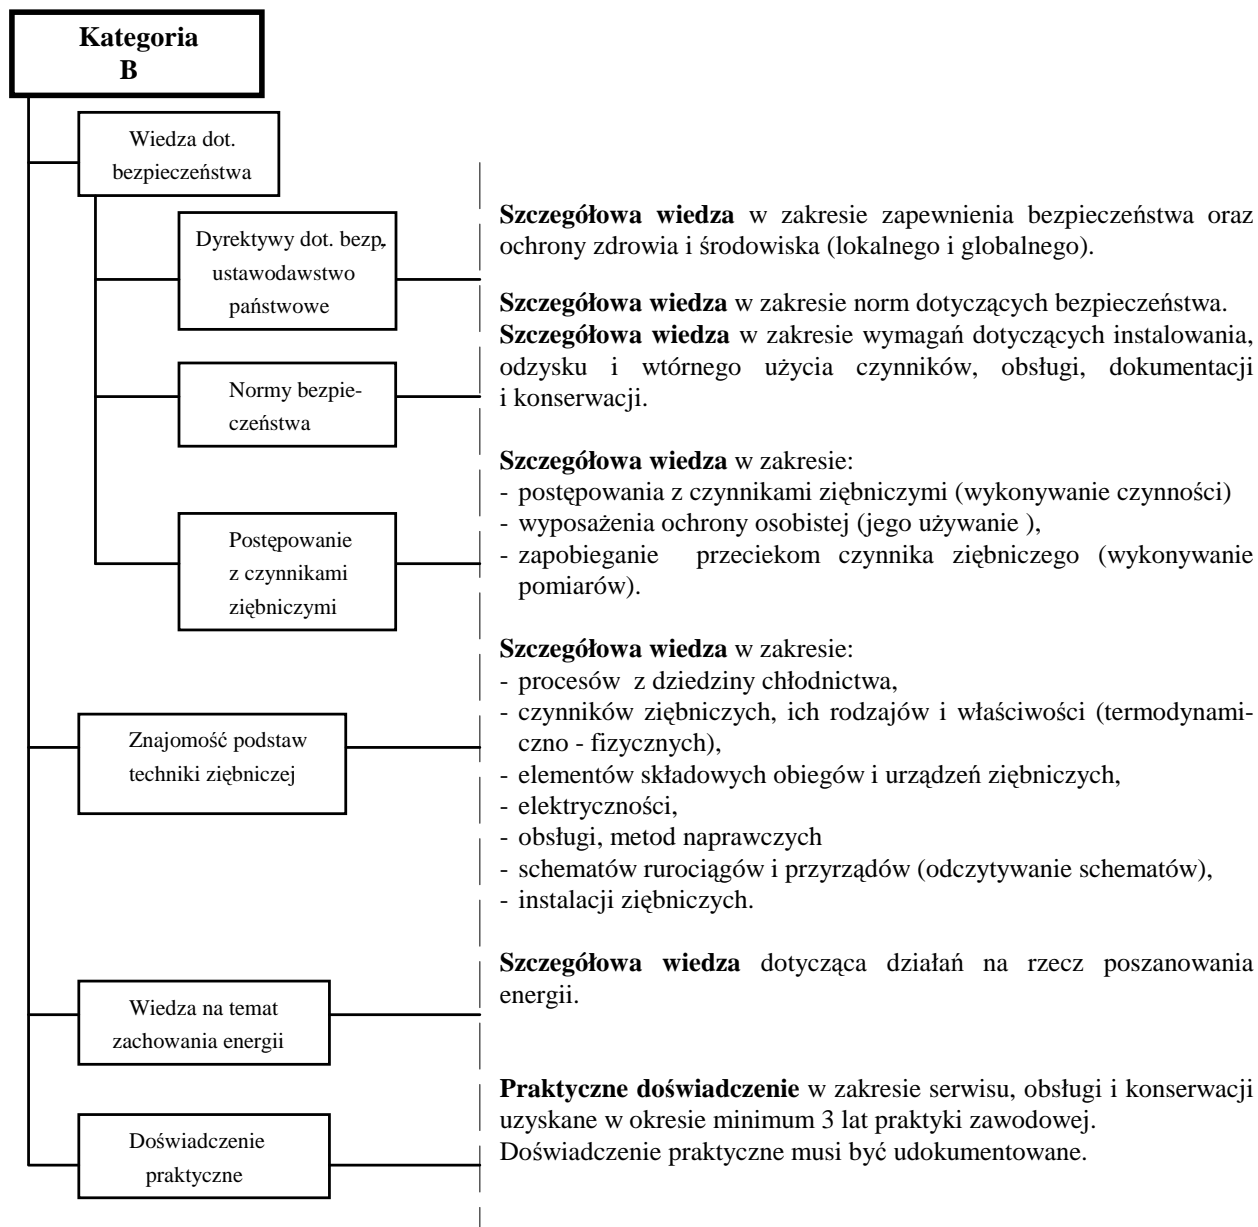 Kategoria
B
Wiedza dot.
bezpieczeństwa
Dyrektywy dot. bezp,
ustawodawstwo
państwowe
Szczegółowa wiedza w zakresie zapewnienia bezpieczeństwa oraz
ochrony zdrowia i środowiska (lokalnego i globalnego).
Normy bezpie-
czeństwa
Szczegółowa wiedza w zakresie norm dotyczących bezpieczeństwa.
Szczegółowa wiedza w zakresie wymagań dotyczących instalowania,
odzysku i wtórnego użycia czynników, obsługi, dokumentacji
i konserwacji.
Postępowanie
z czynnikami
ziębniczymi
Szczegółowa wiedza w zakresie:
- postępowania z czynnikami ziębniczymi (wykonywanie czynności)
- wyposażenia ochrony osobistej (jego używanie ),
- zapobieganie przeciekom czynnika ziębniczego (wykonywanie
pomiarów).
Znajomość podstaw
techniki ziębniczej
Szczegółowa wiedza w zakresie:
- procesów z dziedziny chłodnictwa,
- czynników ziębniczych, ich rodzajów i właściwości (termodynami-
czno - fizycznych),
- elementów składowych obiegów i urządzeń ziębniczych,
- elektryczności,
- obsługi, metod naprawczych
- schematów rurociągów i przyrządów (odczytywanie schematów),
- instalacji ziębniczych.
Wiedza na temat
zachowania energii
Szczegółowa wiedza dotycząca działań na rzecz poszanowania
energii.
Doświadczenie
praktyczne
Praktyczne doświadczenie w zakresie serwisu, obsługi i konserwacji
uzyskane w okresie minimum 3 lat praktyki zawodowej.
Doświadczenie praktyczne musi być udokumentowane.